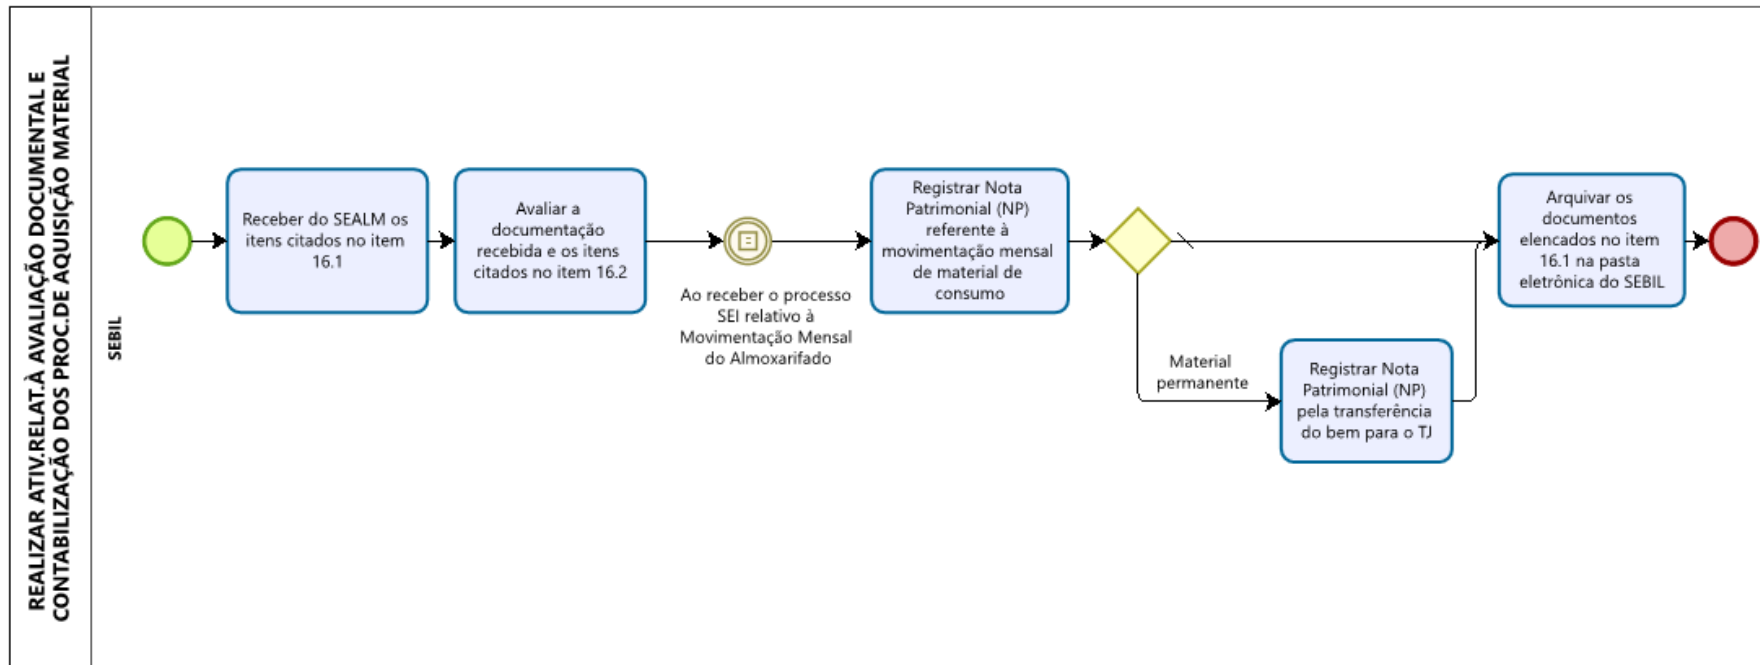 REALIZAR ATIV.RELAT.À AVALIAÇÃO DOCUMENTAL E
CONTABILIZAÇÃO DOS PROC.DE AQUISIÇÃO MATERIAL
SEBIL
Receber do SEALM os
itens citados no item
16.1
Avaliar a
documentação
recebida e os itens
citados no item 16.2
Ao receber o processo
SEI relativo à
Movimentação Mensal
do Almoxarifado
Registrar Nota
Patrimonial (NP)
referente à
movimentação mensal
de material de
consumo
Material
permanente
Registrar Nota
Patrimonial (NP)
pela transferência
do bem para o TJ
Arquivar os
documentos
elencados no item
16.1 na pasta
eletrônica do SEBIL